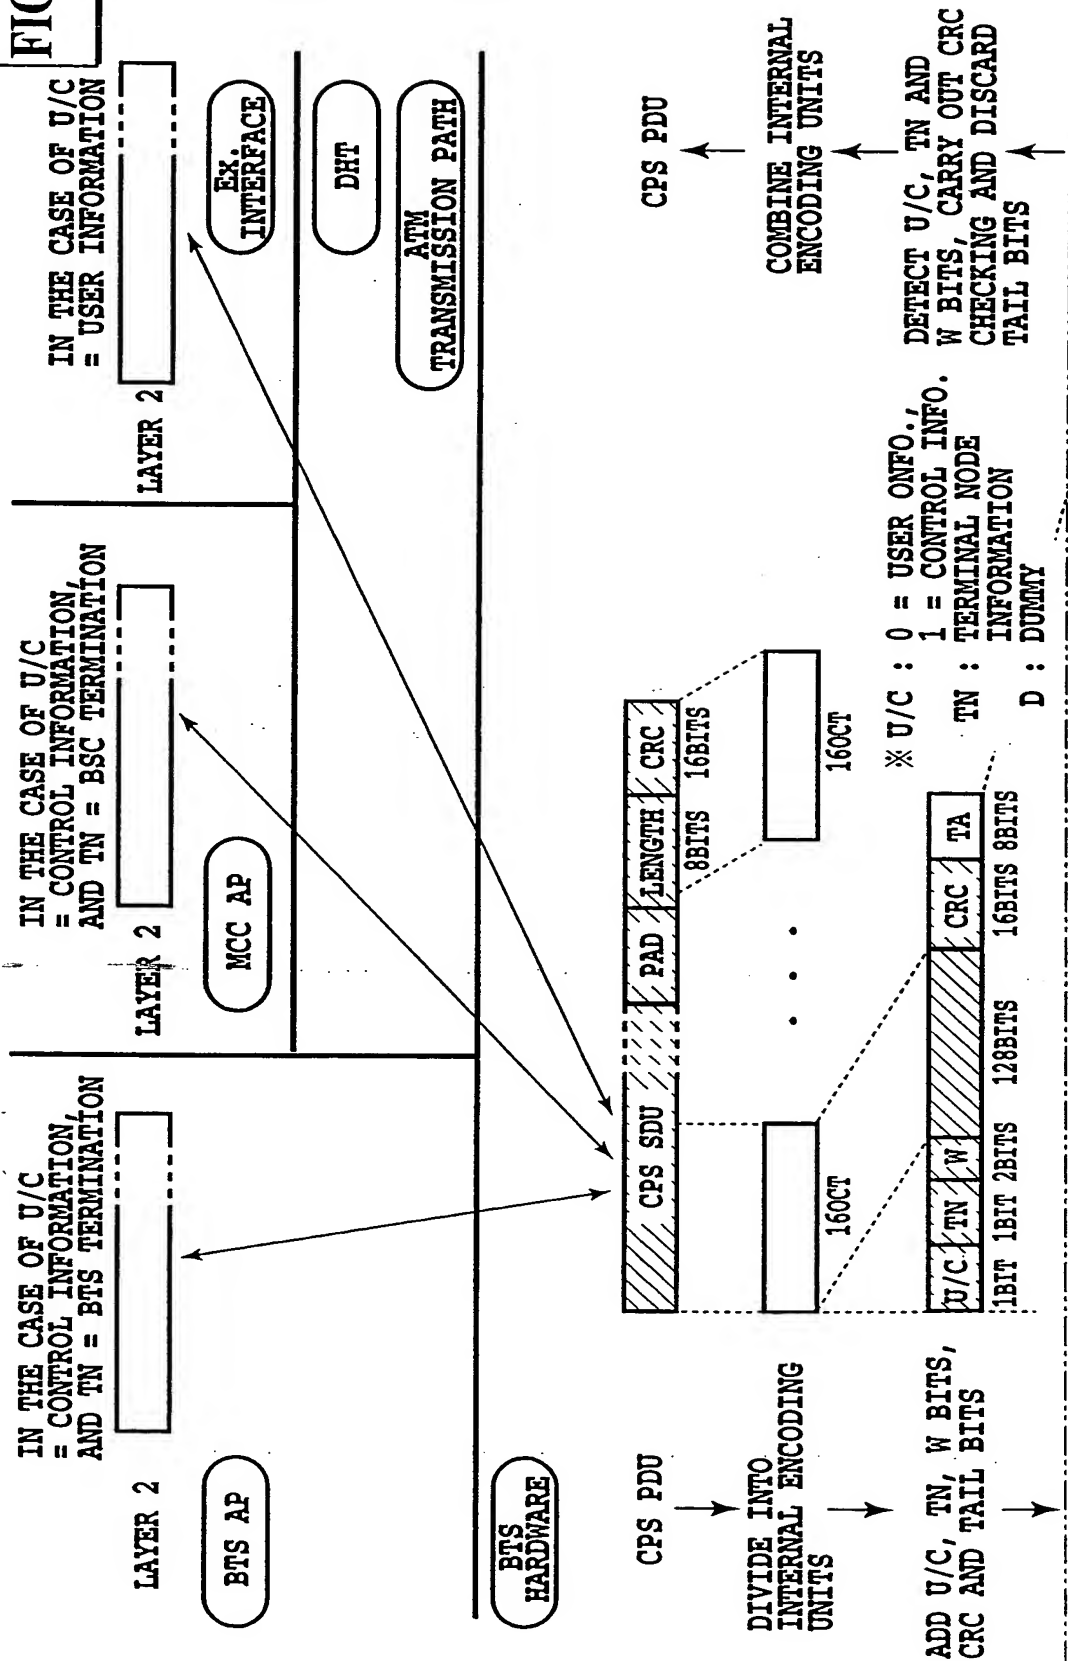 FIG
IN THE CASE OF U/C
= CONTROL INFORMATION,
AND TN = BTS TERMINATION
LAYER 2
BTS AP
IN THE CASE OF U/C
= CONTROL INFORMATION,
AND TN = BSC TERMINATION
LAYER 2
MCC AP
IN THE CASE OF U/C
= USER INFORMATION
LAYER 2
EX.
INTERFACE
DHT
ATM
TRANSMISSION PATH
BTS
HARDWARE
CPS PDU
DIVIDE INTO
INTERNAL ENCODING
UNITS
ADD U/C, TN, W BITS,
CRC AND TAIL BITS
CPS SDU
PAD
LENGTH
CRC
8BITS
16BITS
16OCT
16OCT
U/C
TN
W
CRC
TA
1BIT
1BIT
2BITS
128BITS
16BITS
8BITS
※ U/C : 0 = USER ONFO.,
1 = CONTROL INFO.
TN : TERMINAL NODE
INFORMATION
D : DUMMY
CPS PDU
COMBINE INTERNAL
ENCODING UNITS
DETECT U/C, TN AND
W BITS, CARRY OUT CRC
CHECKING AND DISCARD
TAIL BITS